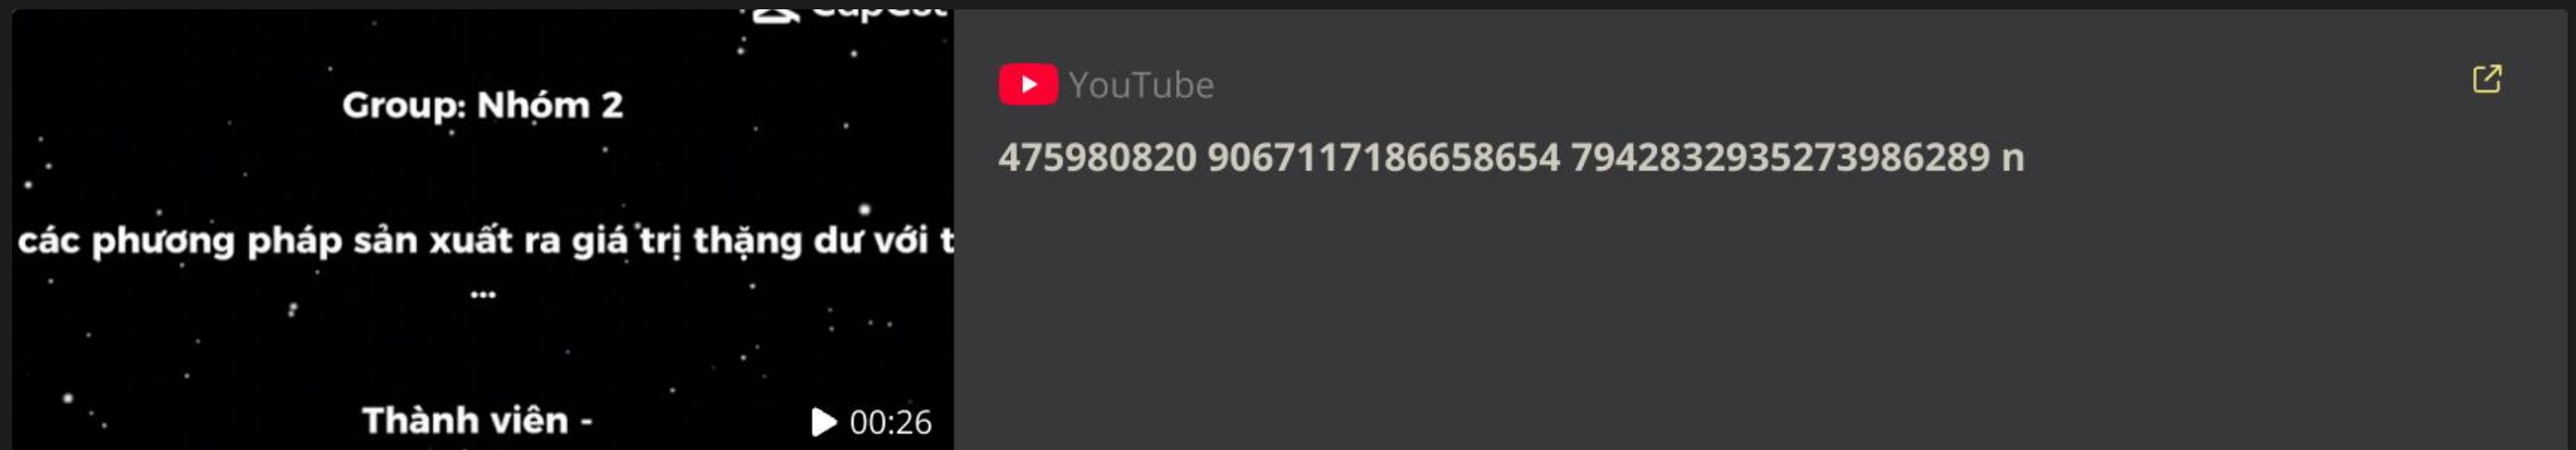 CapCut
Group: Nhóm 2
các phương pháp sản xuất ra giá trị thặng dư với t
...
Thành viên -
00:26
YouTube
475980820 9067117186658654 7942832935273986289 n